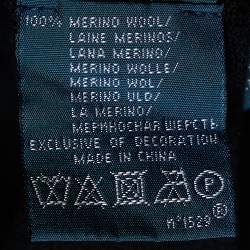 100% MERINO WOOL/
LAINE MERINOS/
LANA MERINO/
MERINO WOLLE/
MERINO WOL/
MERINO ULD/
LA MERINO/
МЕРИНОСНАЯ ШЕРСТЬ
EXCLUSIVE OF DECORATION
MADE IN CHINA
P
M°1529 ®